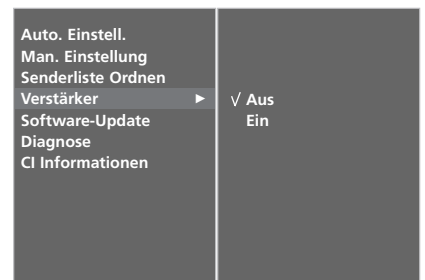 Auto. Einstell.
Man. Einstellung
Senderliste Ordnen
Verstärker ►
Software-Update
Diagnose
CI Informationen
√ Aus
Ein